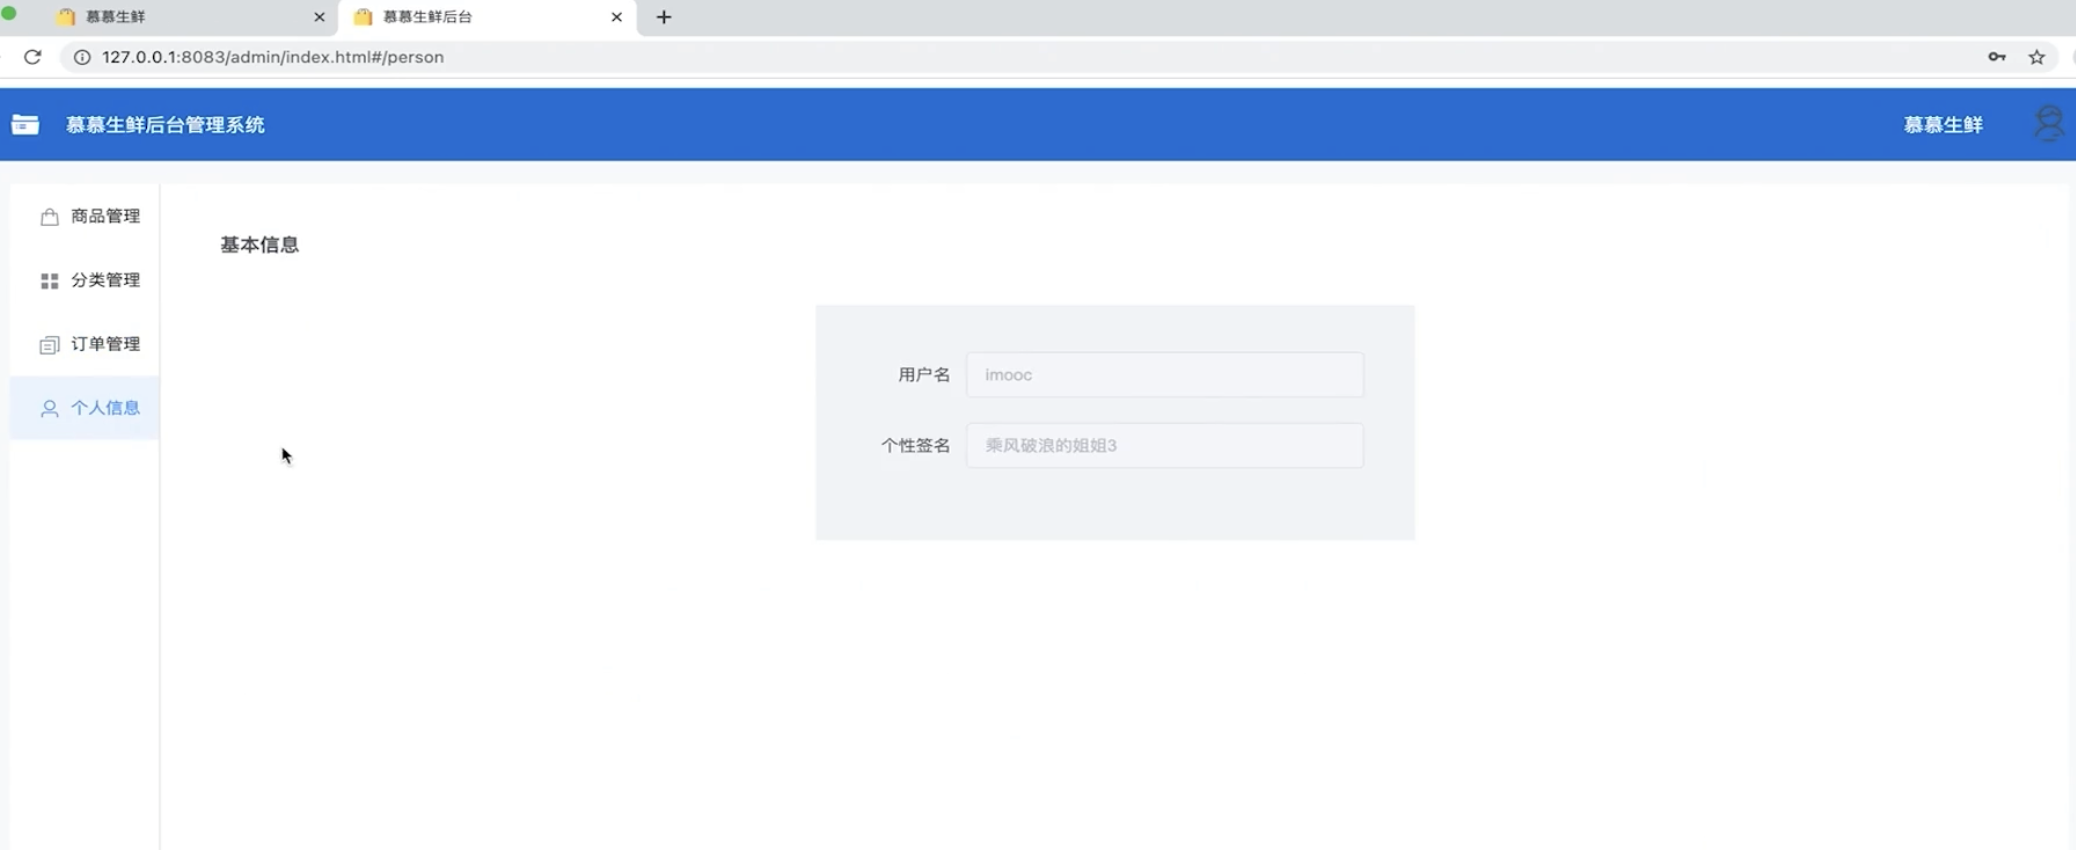 慕慕生鲜
慕慕生鲜后台
127.0.0.1:8083/admin/index.html#/person
慕慕生鲜后台管理系统
慕慕生鲜
商品管理
分类管理
订单管理
个人信息
基本信息
用户名 imooc
个性签名 乘风破浪的姐姐3